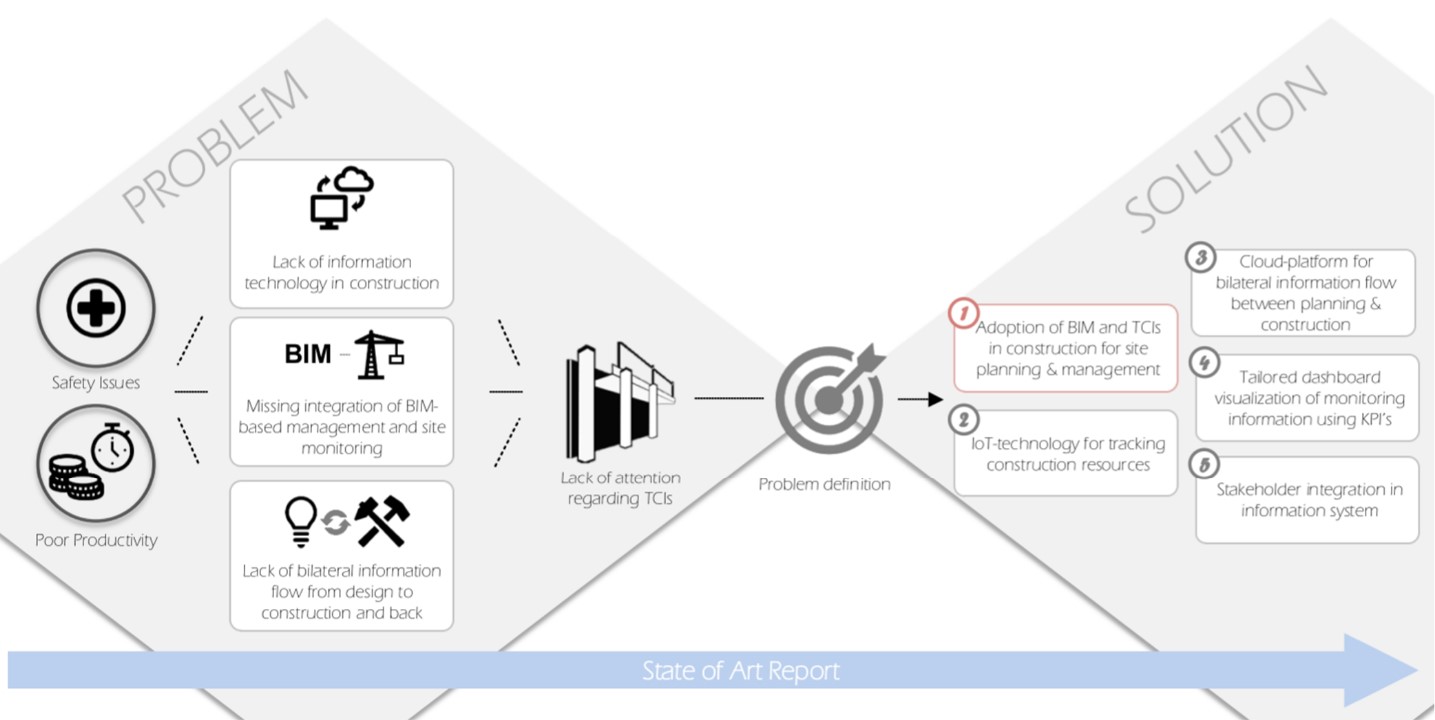 PROBLEM
Safety Issues
Poor Productivity
Lack of information
technology in construction
BIM -
Missing integration of BIM-
based management and site
monitoring
Lack of bilateral information
flow from design to
construction and back
Lack of attention
regarding TCIs
Problem definition
SOLUTION
1
Adoption of BIM and TCIs
in construction for site
planning & management
2
IoT-technology for tracking
construction resources
3
Cloud-platform for
bilateral information flow
between planning &
construction
4
Tailored dashboard
visualization of monitoring
information using KPI's
5
Stakeholder integration in
information system
State of Art Report